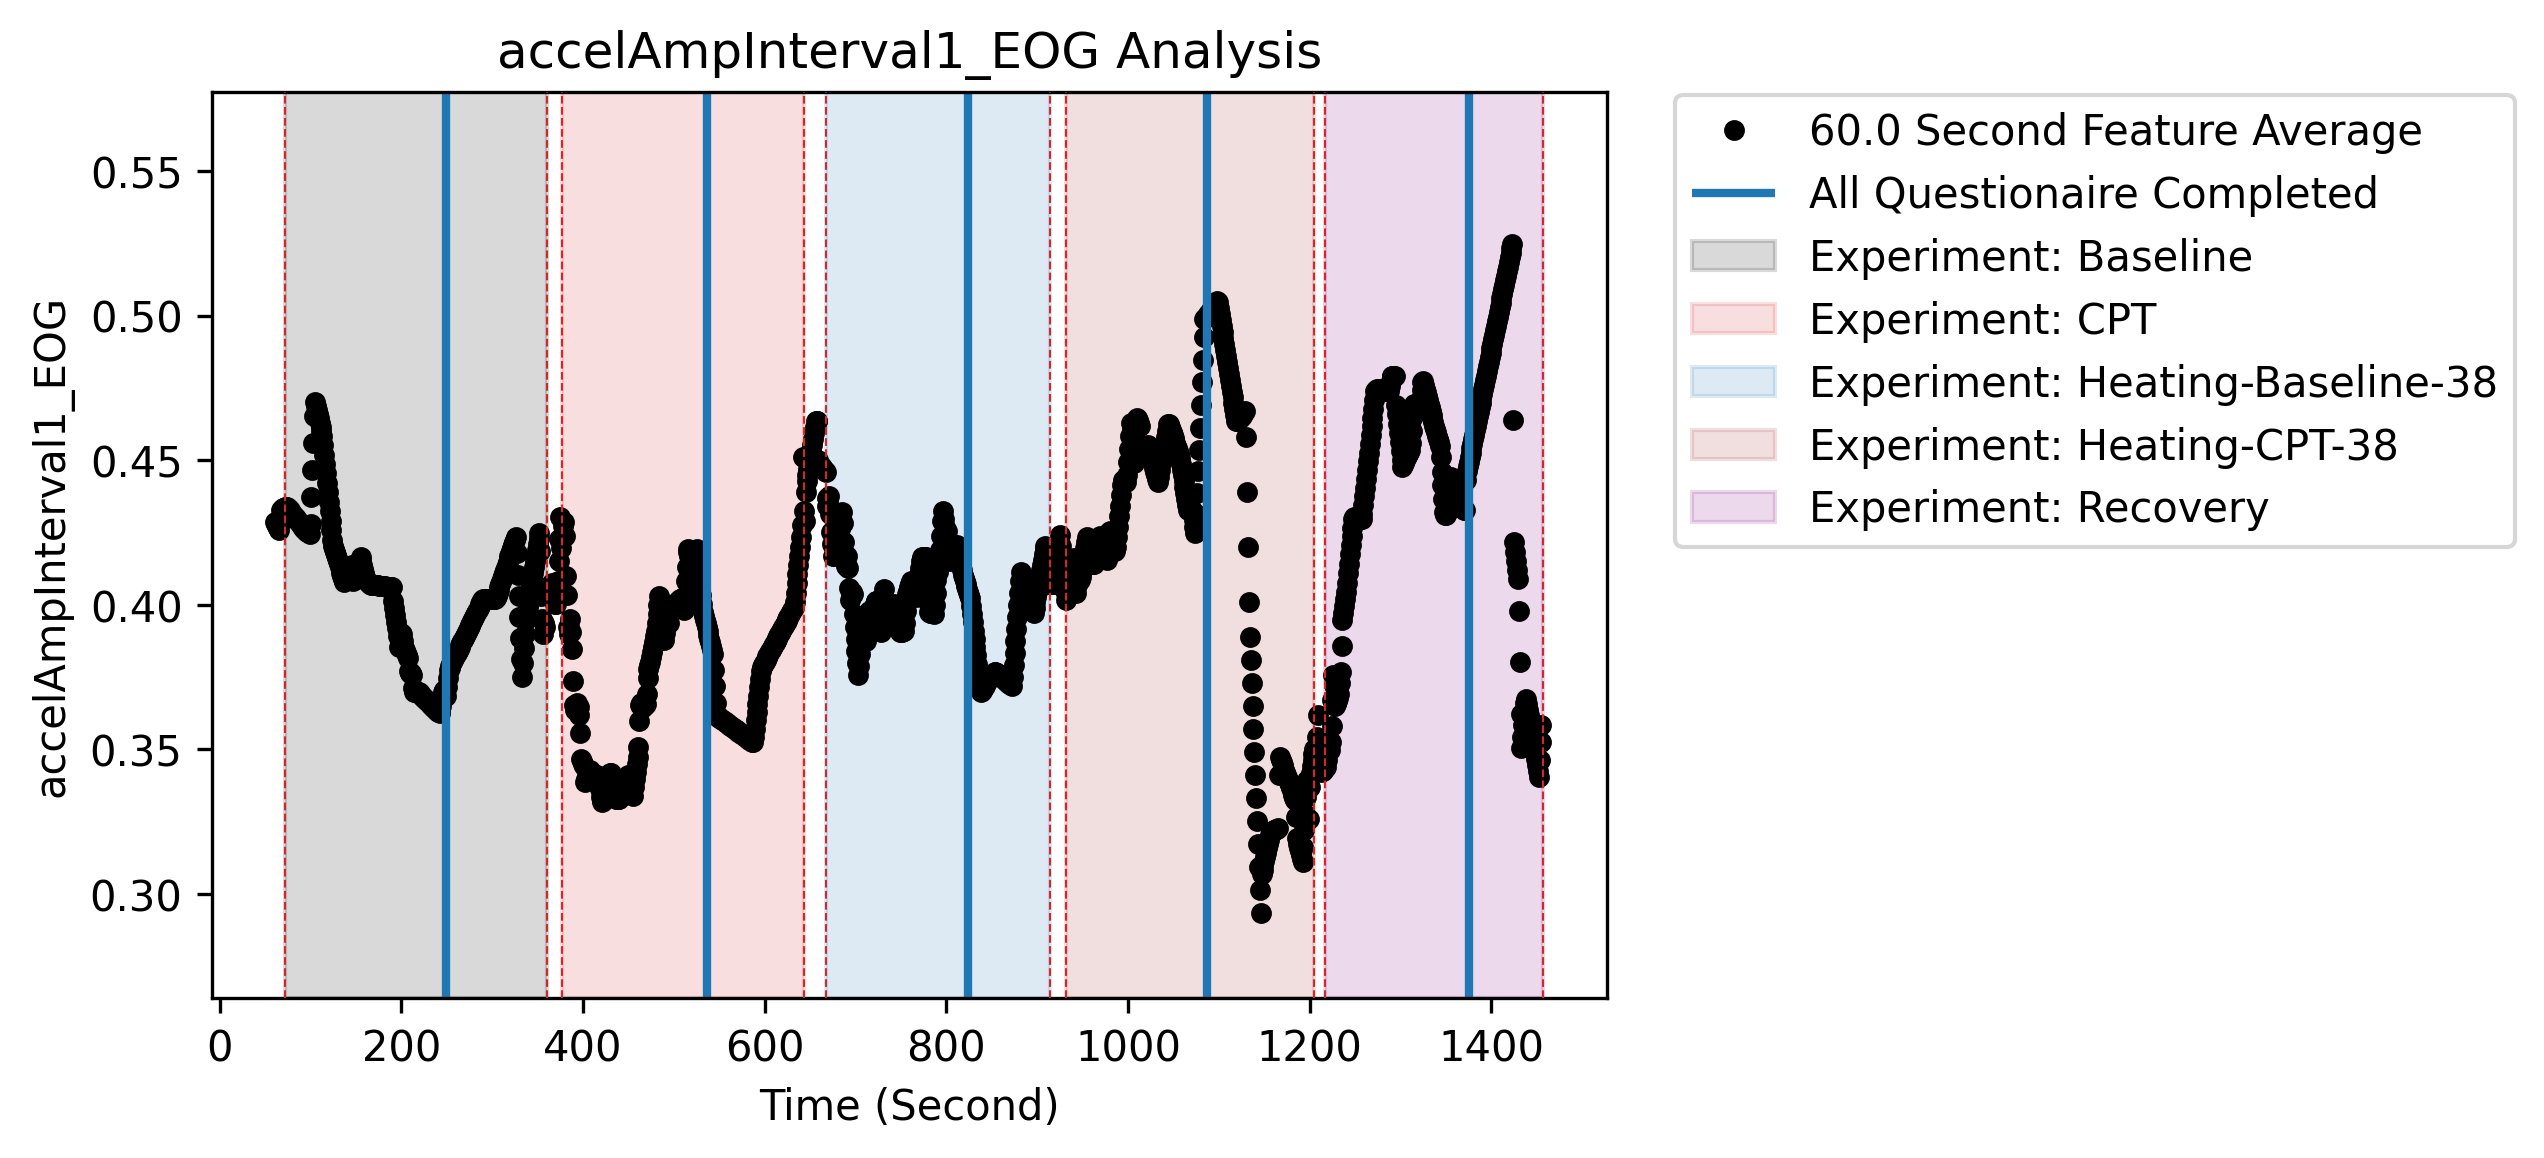 accelAmpInterval1_EOG Analysis
accelAmpInterval1_EOG
0.55
0.50
0.45
0.40
0.35
0.30
0 200 400 600 800 1000 1200 1400
Time (Second)
60.0 Second Feature Average
All Questionaire Completed
Experiment: Baseline
Experiment: CPT
Experiment: Heating-Baseline-38
Experiment: Heating-CPT-38
Experiment: Recovery